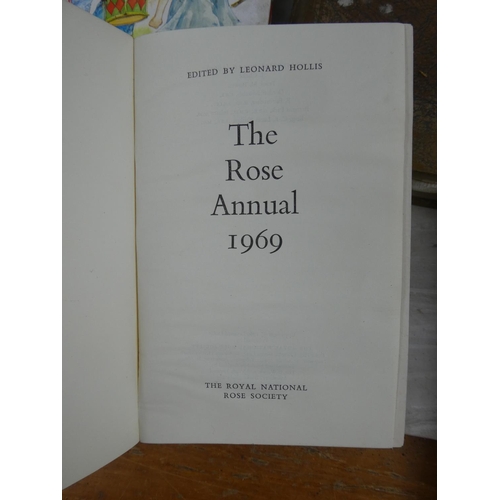 EDITED BY LEONARD HOLLIS
The
Rose
Annual
1969
THE ROYAL NATIONAL
ROSE SOCIETY